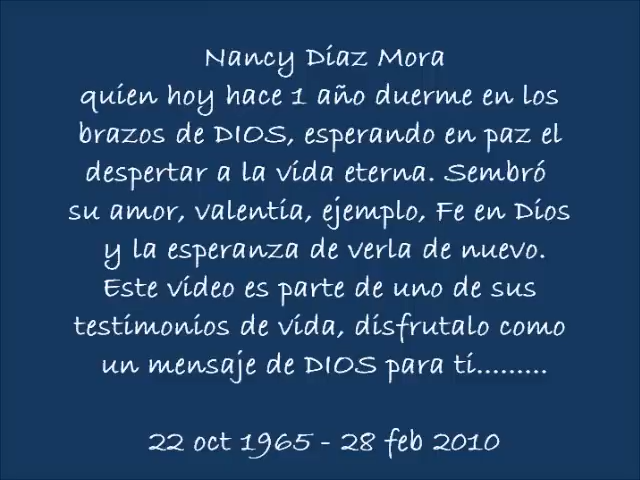 Nancy Díaz Mora
quien hoy hace 1 año duerme en los
brazos de DIOS, esperando en paz el
despertar a la vida eterna. Sembró
su amor, valentia, ejemplo, Fe en Dios
y la esperanza de verla de nuevo.
Este vídeo es parte de uno de sus
testimonios de vida, disfrutalo como
un mensaje de DIOS para ti.........
22 oct 1965 - 28 feb 2010